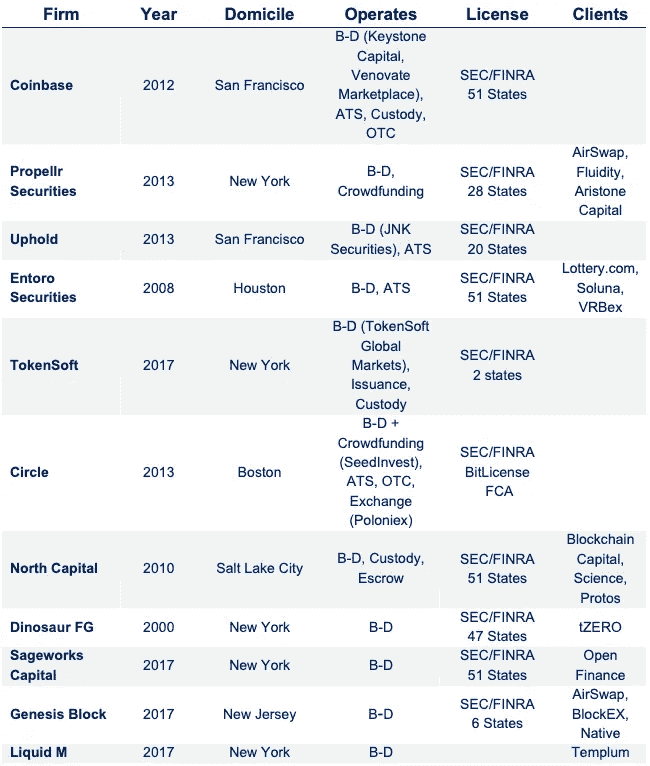 Firm Year Domicile Operates License Clients
Coinbase 2012 San Francisco B-D (Keystone
Capital,
Venovate
Marketplace),
ATS, Custody,
OTC SEC/FINRA
51 States
Propellr
Securities 2013 New York B-D,
Crowdfunding SEC/FINRA
28 States AirSwap,
Fluidity,
Aristone
Capital
Uphold 2013 San Francisco B-D (JNK
Securities), ATS SEC/FINRA
20 States
Entoro
Securities 2008 Houston B-D, ATS SEC/FINRA
51 States Lottery.com,
Soluna,
VRBex
TokenSoft 2017 New York B-D (TokenSoft
Global
Markets),
Issuance,
Custody SEC/FINRA
2 states
Circle 2013 Boston B-D +
Crowdfunding
(SeedInvest),
ATS, OTC,
Exchange
(Poloniex) SEC/FINRA
BitLicense
FCA
North Capital 2010 Salt Lake City B-D, Custody,
Escrow SEC/FINRA
51 States Blockchain
Capital,
Science,
Protos
Dinosaur FG 2000 New York B-D SEC/FINRA
47 States tZERO
Sageworks
Capital 2017 New York B-D SEC/FINRA
51 States Open
Finance
Genesis Block 2017 New Jersey B-D SEC/FINRA
6 States AirSwap,
BlockEX,
Native
Liquid M 2017 New York B-D Templum